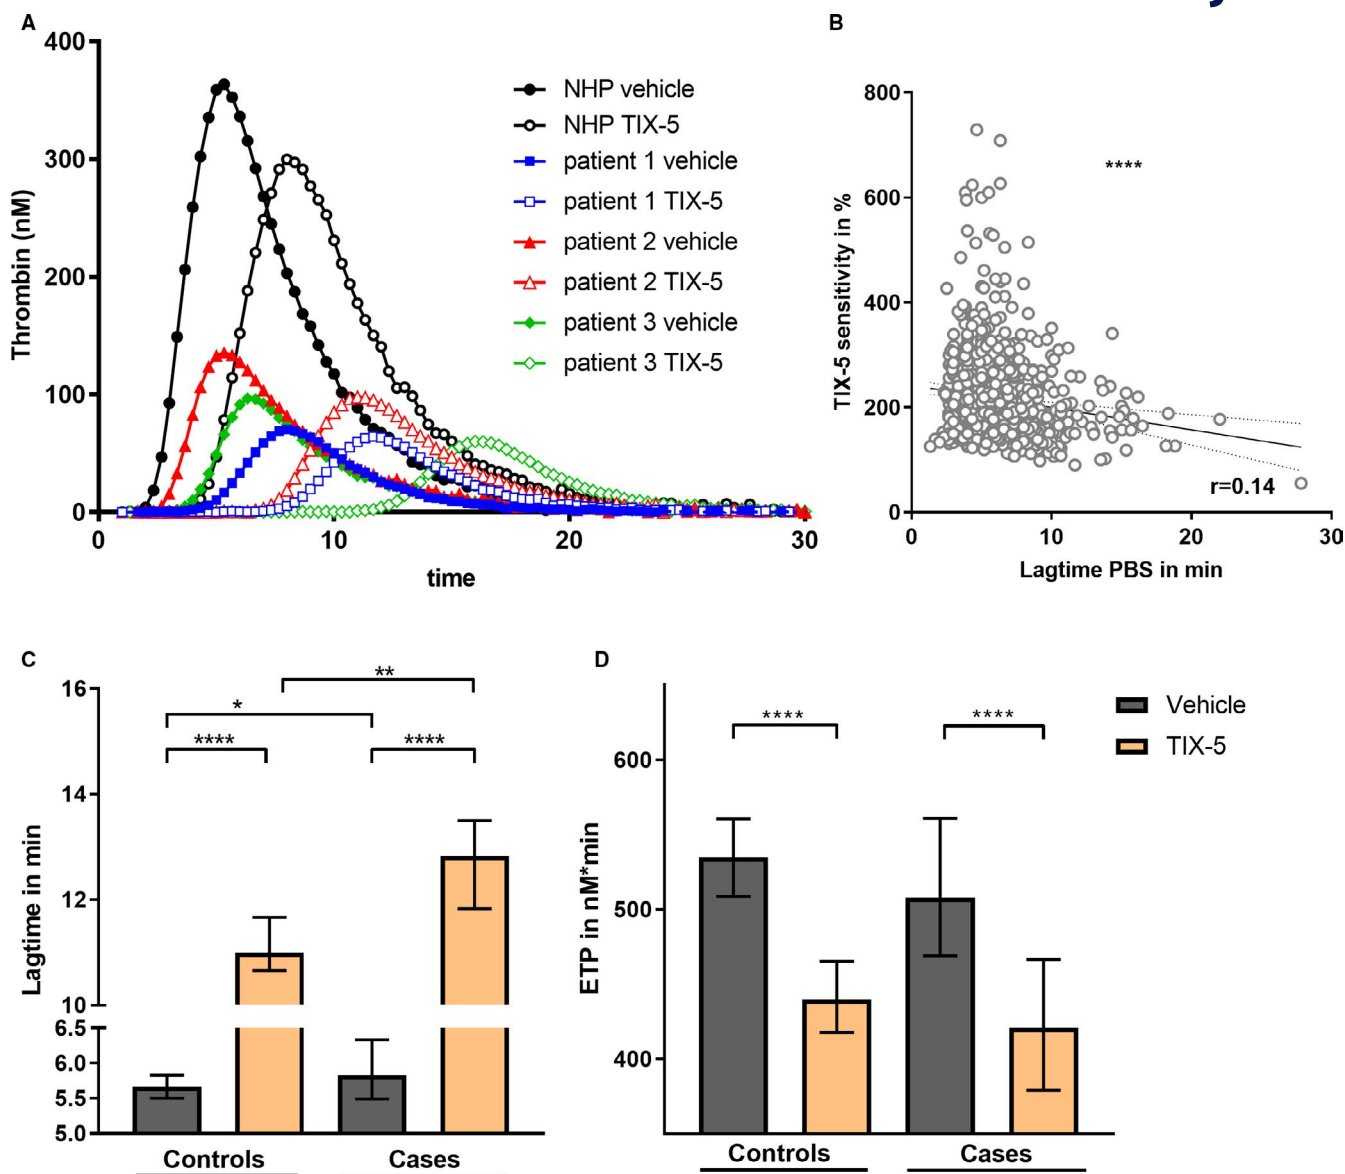 A
400
300
200
100
0
Thrombin (nM)
0 10 20 30
time
NHP vehicle
NHP TIX-5
patient 1 vehicle
patient 1 TIX-5
patient 2 vehicle
patient 2 TIX-5
patient 3 vehicle
patient 3 TIX-5
B
800
600
400
200
0
TIX-5 sensitivity in %
****
r=0.14
0 10 20 30
Lagtime PBS in min
C
16
14
12
10
6.5
6.0
5.5
5.0
Lagtime in min
**
*
**** ****
Controls Cases
D
600
500
400
ETP in nM*min
**** ****
Controls Cases
Vehicle
TIX-5